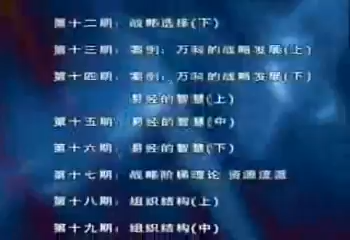 第十二期：战略选择(下)
第十三期：案例：万科的战略发展(上)
第十四期：案例：万科的战略发展(下)
易经的智慧(上)
第十五期：易经的智慧(中)
第十六期：易经的智慧(下)
第十七期：战略阶梯理论 资源流派
第十八期：组织结构(上)
第十九期：组织结构(中)